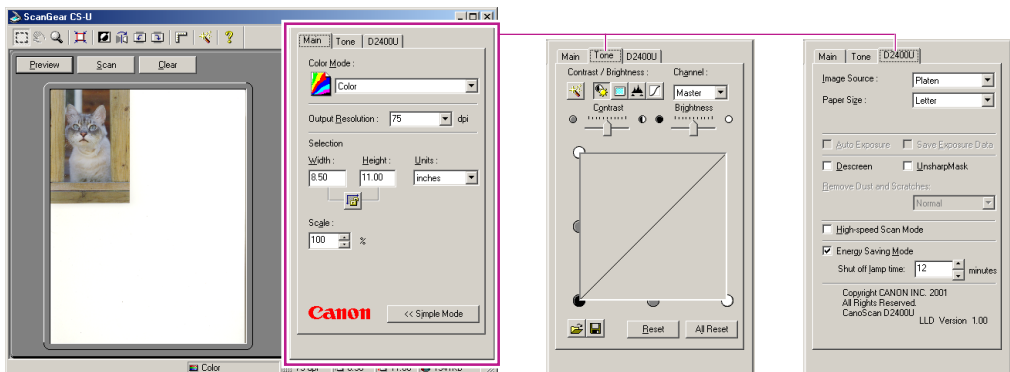 ScanGear CS-U
Preview Scan Clear
Color
Main Tone D2400U
Color Mode :
Color
Output Resolution : 75 dpi
Selection
Width : Height : Units :
8.50 11.00 inches
Scale :
100 %
Canon << Simple Mode
Main Tone D2400U
Contrast / Brightness : Channel :
Master
Contrast Brightness
Reset All Reset
Main Tone D2400U
Image Source : Platen
Paper Size : Letter
Auto Exposure Save Exposure Data
Descreen UnsharpMask
Remove Dust and Scratches:
Normal
High-speed Scan Mode
Energy Saving Mode
Shut off lamp time: 12 minutes
Copyright CANON INC. 2001
All Rights Reserved.
CanoScan D2400U
LLD Version 1.00